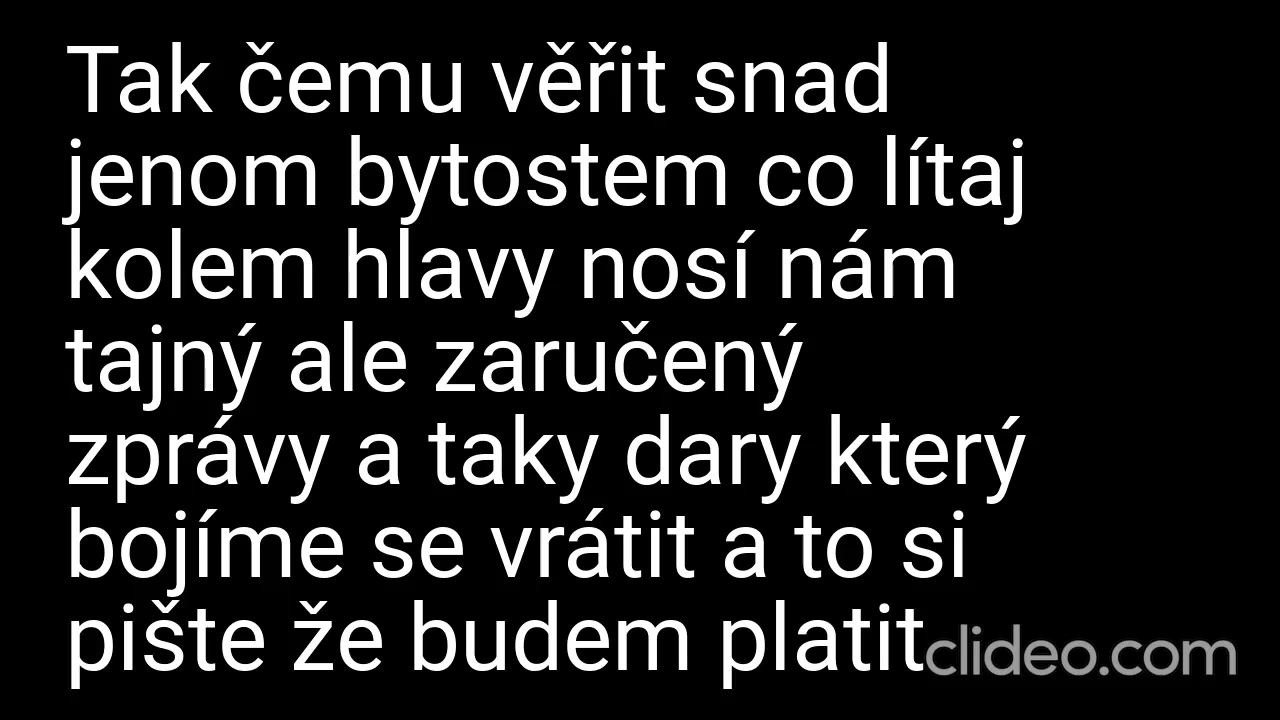 Tak čemu věřit snad
jenom bytostem co lítaj
kolem hlavy nosí nám
tajný ale zaručený
zprávy a taky dary který
bojíme se vrátit a to si
pište že budem platit
clideo.com